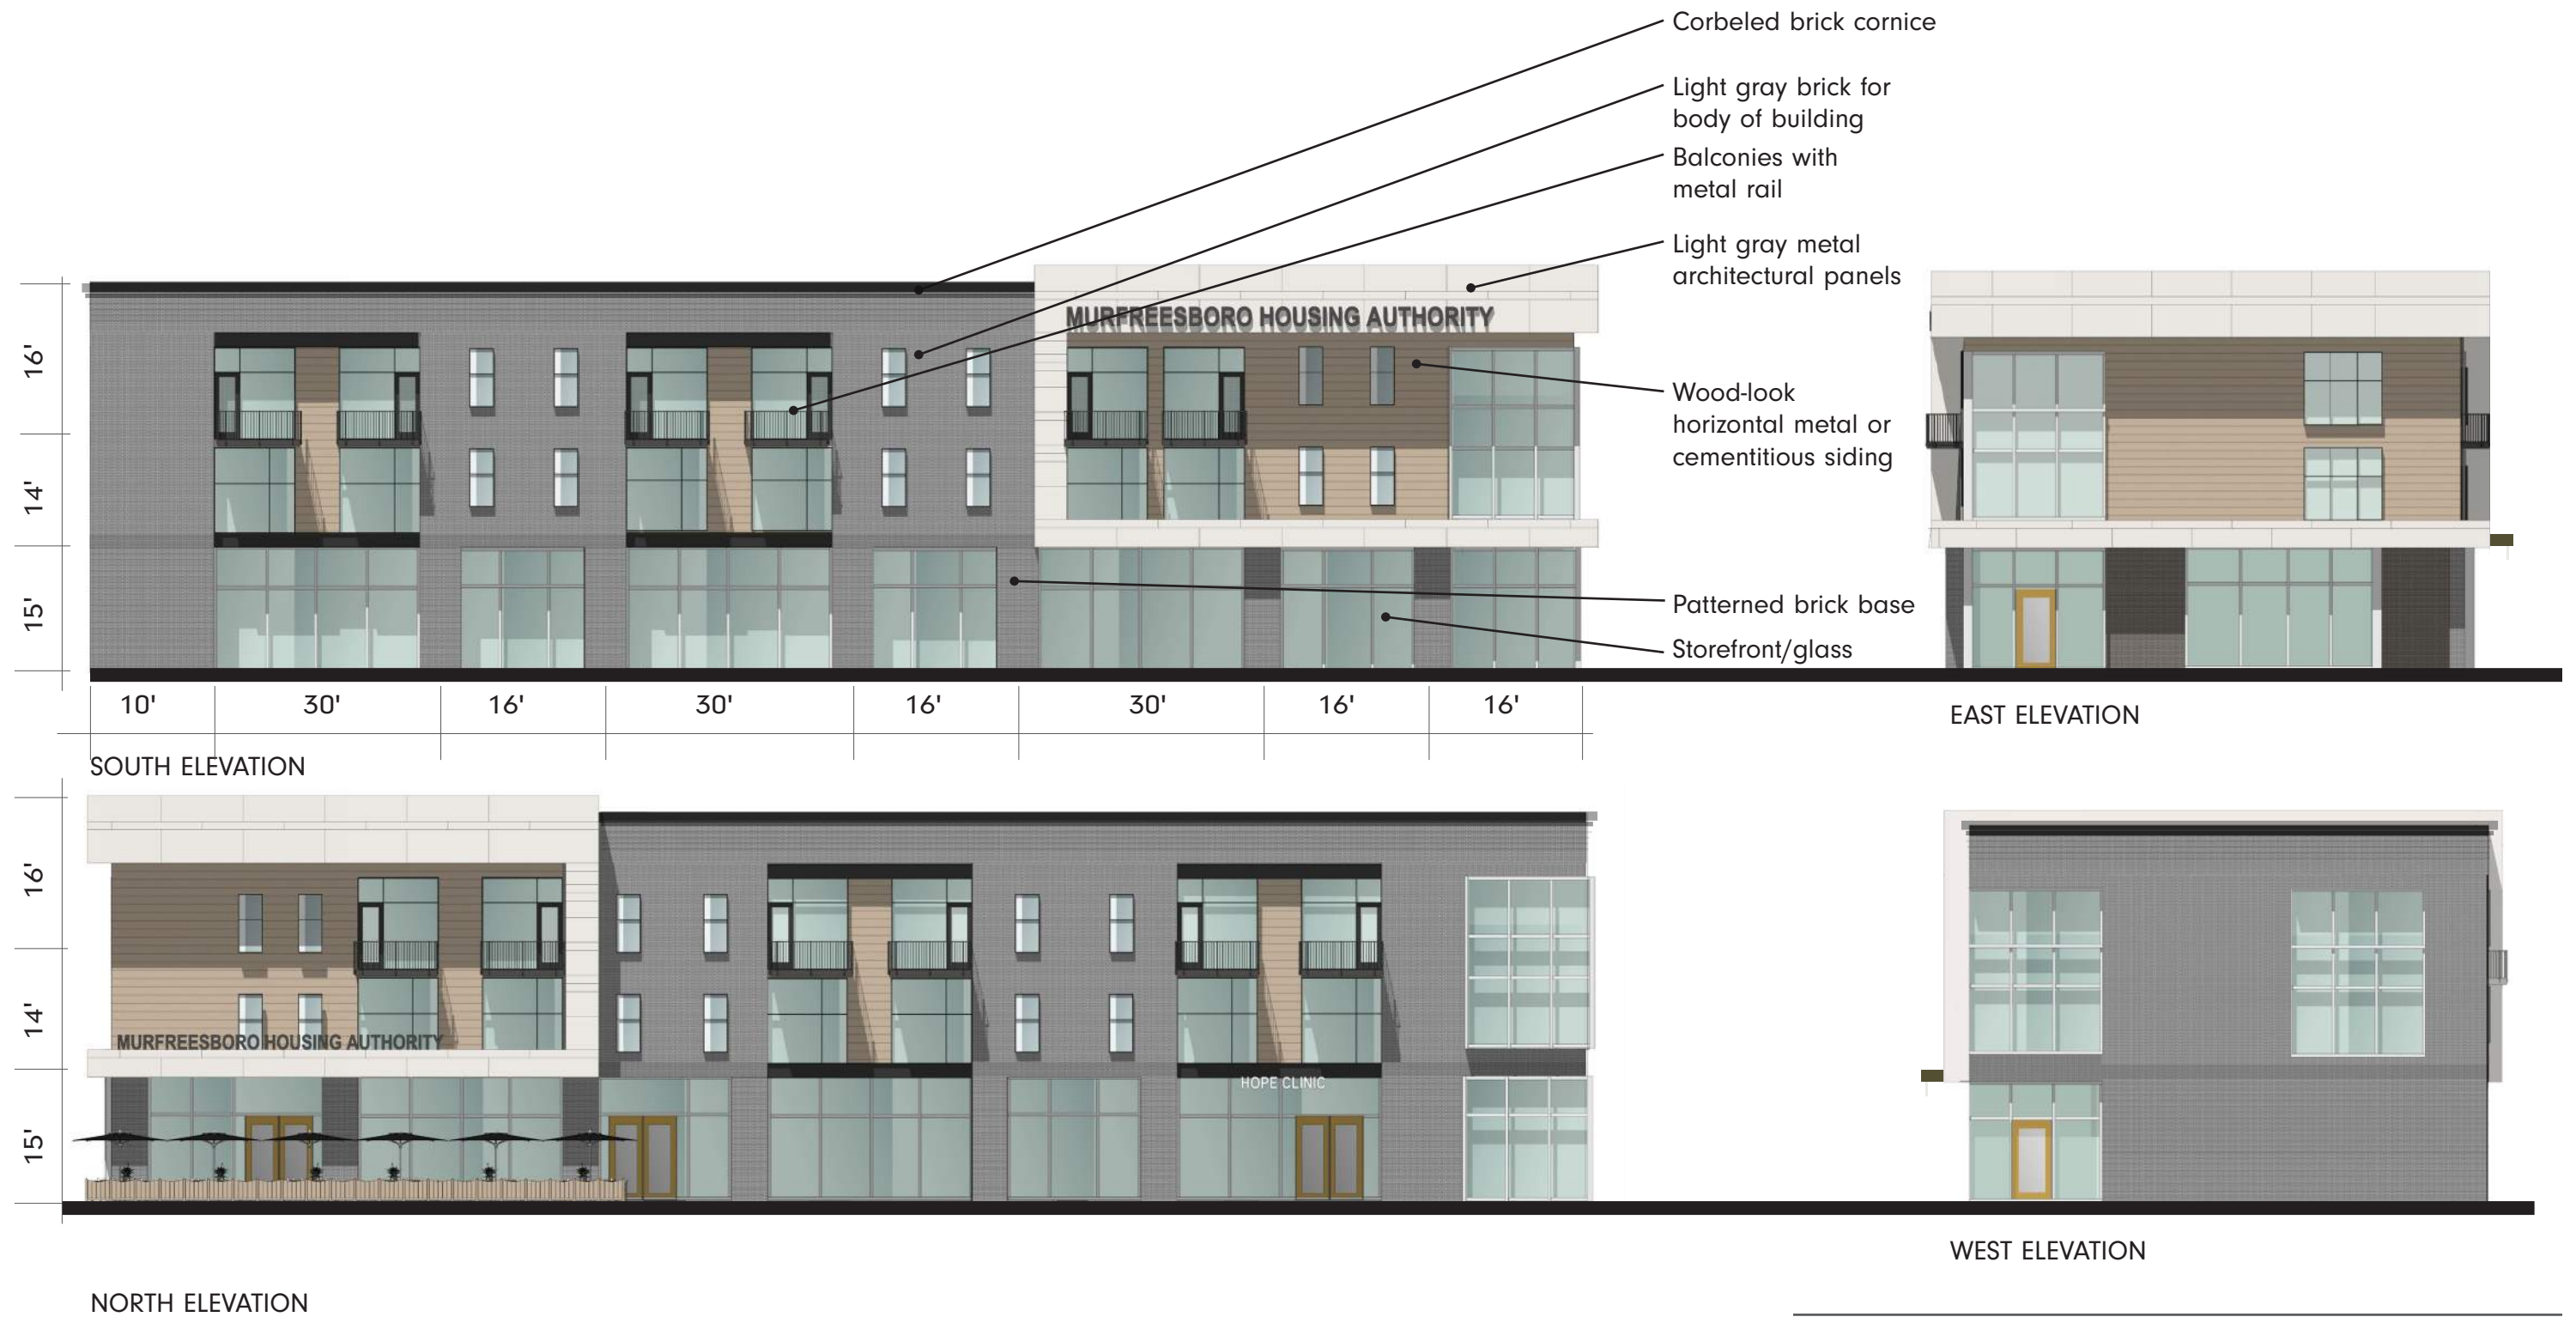 Corbeled brick cornice
Light gray brick for
body of building
Balconies with
metal rail
Light gray metal
architectural panels
MURFREESBORO HOUSING AUTHORITY
Wood-look
horizontal metal or
cementitious siding
Patterned brick base
Storefront/glass
16'
14'
15'
10' 30' 16' 30' 16' 30' 16' 16'
SOUTH ELEVATION
EAST ELEVATION
16'
14'
15'
MURFREESBORO HOUSING AUTHORITY
HOPE CLINIC
NORTH ELEVATION
WEST ELEVATION